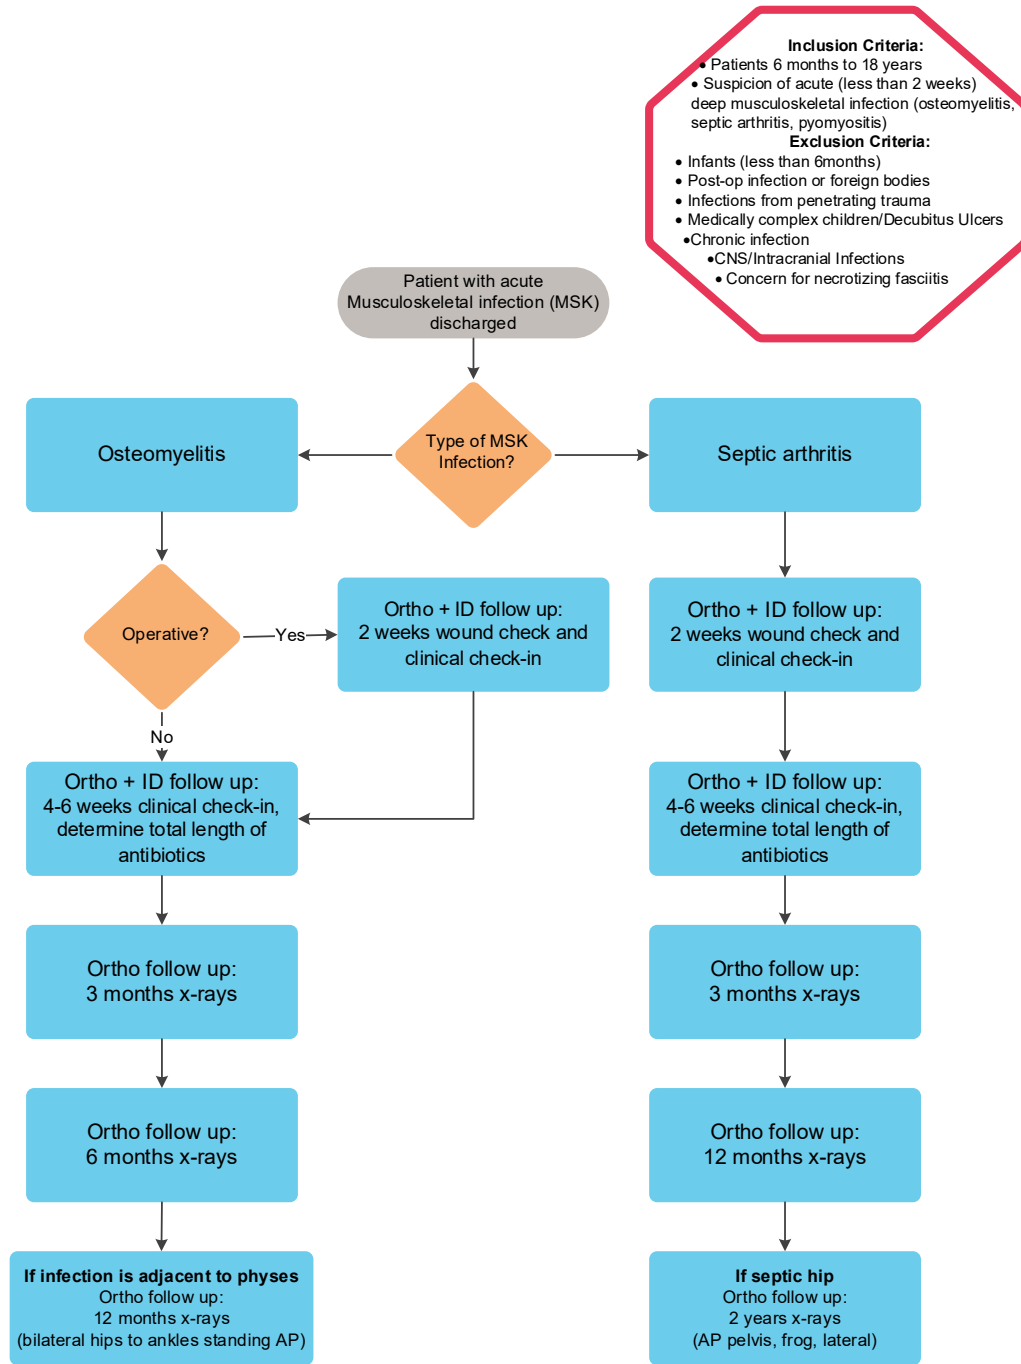 Inclusion Criteria:
• Patients 6 months to 18 years
• Suspicion of acute (less than 2 weeks)
deep musculoskeletal infection (osteomyelitis,
septic arthritis, pyomyositis)
Exclusion Criteria:
• Infants (less than 6months)
• Post-op infection or foreign bodies
• Infections from penetrating trauma
• Medically complex children/Decubitus Ulcers
•Chronic infection
•CNS/Intracranial Infections
• Concern for necrotizing fasciitis
Patient with acute
Musculoskeletal infection (MSK)
discharged
Type of MSK
Infection?
Osteomyelitis
Septic arthritis
Operative?
Yes
No
Ortho + ID follow up:
2 weeks wound check and
clinical check-in
Ortho + ID follow up:
2 weeks wound check and
clinical check-in
Ortho + ID follow up:
4-6 weeks clinical check-in,
determine total length of
antibiotics
Ortho + ID follow up:
4-6 weeks clinical check-in,
determine total length of
antibiotics
Ortho follow up:
3 months x-rays
Ortho follow up:
3 months x-rays
Ortho follow up:
6 months x-rays
Ortho follow up:
12 months x-rays
If infection is adjacent to physes
Ortho follow up:
12 months x-rays
(bilateral hips to ankles standing AP)
If septic hip
Ortho follow up:
2 years x-rays
(AP pelvis, frog, lateral)